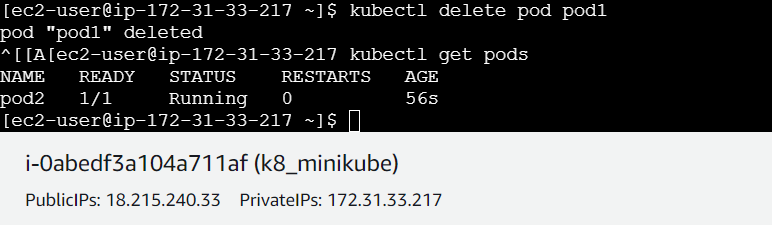 [ec2-user@ip-172-31-33-217 ~]$ kubectl delete pod pod1
pod "pod1" deleted
^[[A[ec2-user@ip-172-31-33-217 kubectl get pods
NAME   READY   STATUS    RESTARTS   AGE
pod2   1/1     Running   0          56s
[ec2-user@ip-172-31-33-217 ~]$
i-0abedf3a104a711af (k8_minikube)
PublicIPs: 18.215.240.33   PrivateIPs: 172.31.33.217